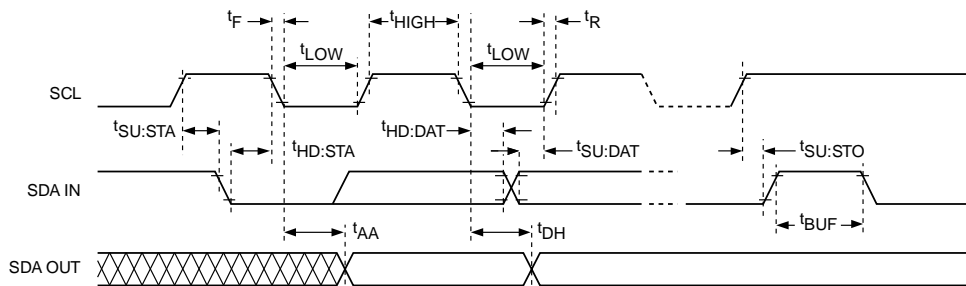 tF
tHIGH
tR
tLOW
tLOW
SCL
tSU:STA
tHD:STA
tHD:DAT
tSU:DAT
tSU:STO
SDA IN
tBUF
tAA
tDH
SDA OUT